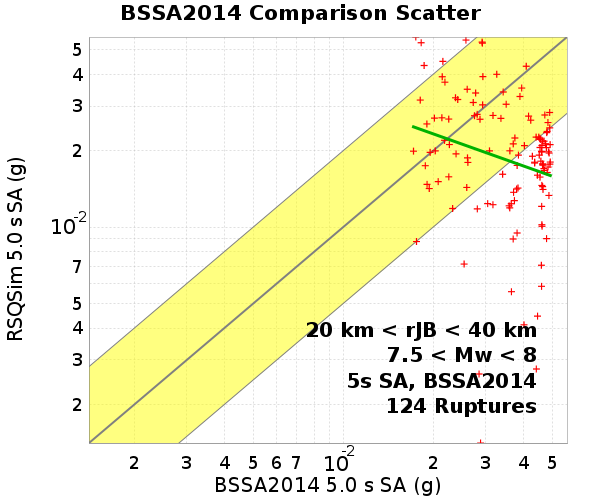 BSSA2014 Comparison Scatter
RSQSim 5.0 s SA (g)
5
4
3
2
10-2
7
5
4
3
2
20 km < rJB < 40 km
7.5 < Mw < 8
5s SA, BSSA2014
124 Ruptures
2 3 4 5 6 7 10-2 2 3 4 5
BSSA2014 5.0 s SA (g)